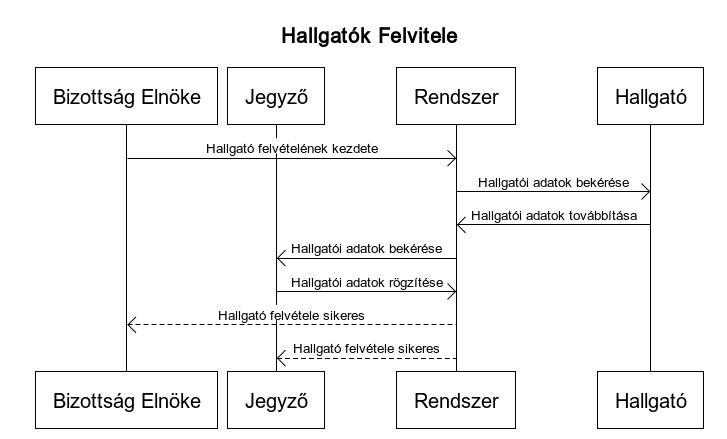 Hallgatók Felvitele
Bizottság Elnöke
Jegyző
Rendszer
Hallgató
Hallgató felvételének kezdete
Hallgatói adatok bekérése
Hallgatói adatok továbbítása
Hallgatói adatok bekérése
Hallgatói adatok rögzítése
Hallgató felvétele sikeres
Hallgató felvétele sikeres
Bizottság Elnöke
Jegyző
Rendszer
Hallgató